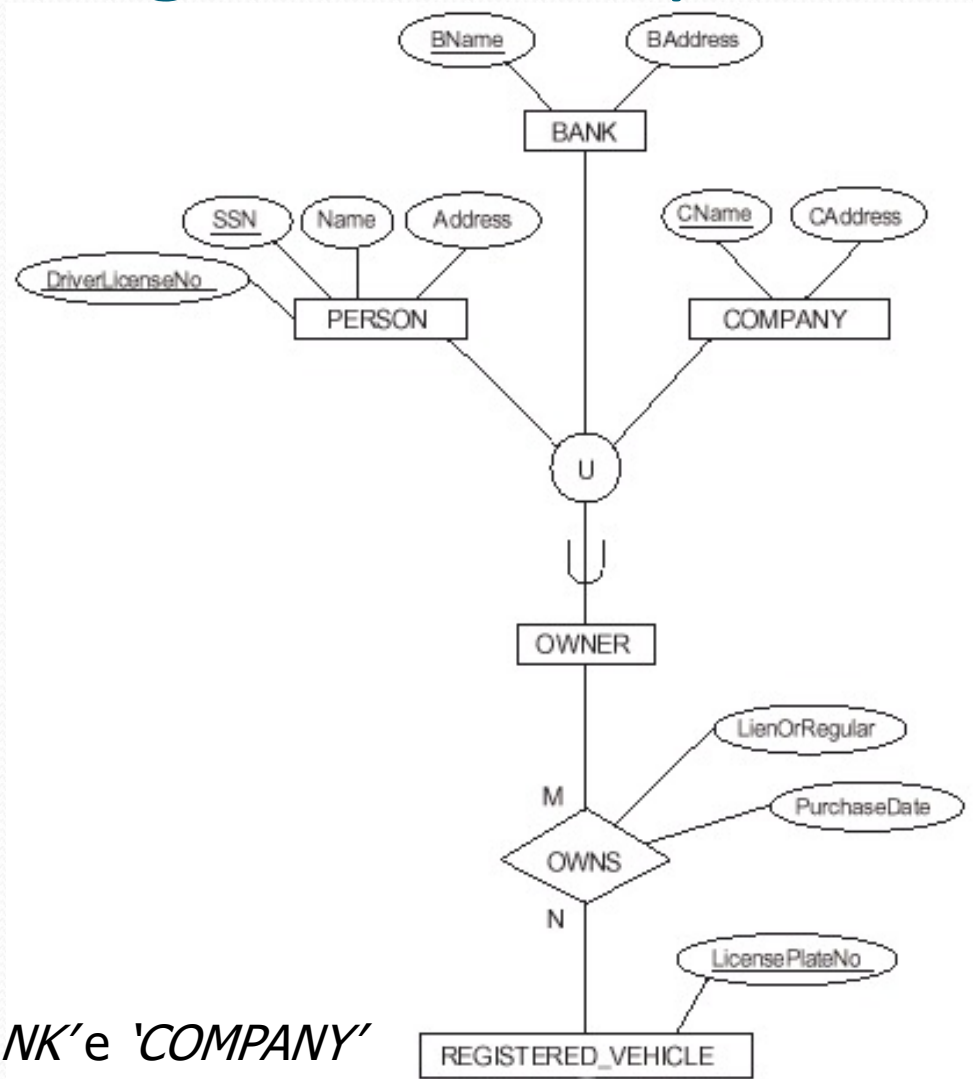 BName BAddress
BANK
SSN Name Address CName CAddress
DriverLicenseNo
PERSON COMPANY
U
OWNER
LienOrRegular
M
PurchaseDate
OWNS
N
LicensePlateNo
NK’ e ‘COMPANY’ REGISTERED_VEHICLE